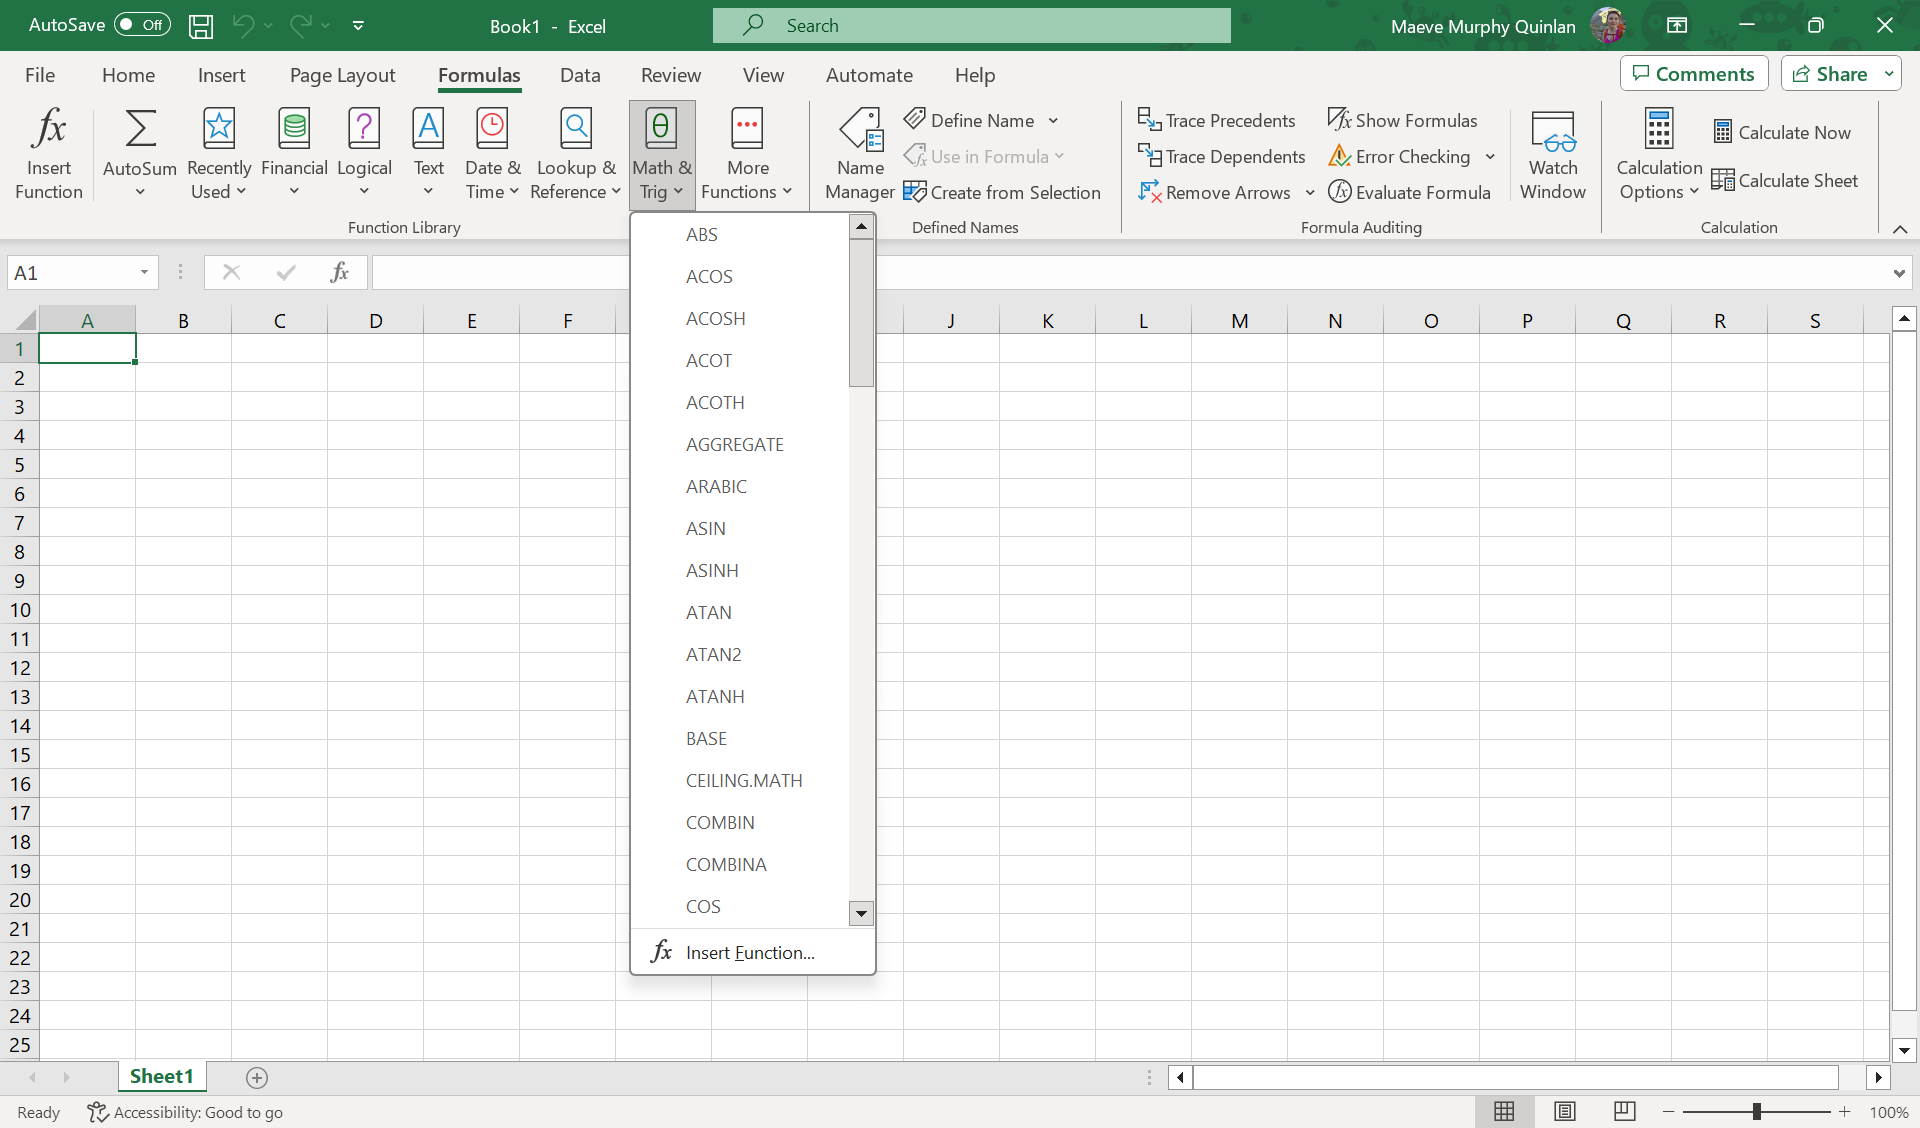 AutoSave Off Book1 - Excel Search Maeve Murphy Quinlan
File Home Insert Page Layout Formulas Data Review View Automate Help Comments Share
fx Insert Function
AutoSum
Recently Used
Financial
Logical
Text
Date & Time
Lookup & Reference
Math & Trig
More Functions
Function Library
Name Manager
Define Name
Use in Formula
Create from Selection
Defined Names
Trace Precedents
Trace Dependents
Remove Arrows
Show Formulas
Error Checking
Evaluate Formula
Formula Auditing
Watch Window
Calculation Options
Calculate Now
Calculate Sheet
Calculation
A1 fx
A B C D E F J K L M N O P Q R S
1
2
3
4
5
6
7
8
9
10
11
12
13
14
15
16
17
18
19
20
21
22
23
24
25
ABS
ACOS
ACOSH
ACOT
ACOTH
AGGREGATE
ARABIC
ASIN
ASINH
ATAN
ATAN2
ATANH
BASE
CEILING.MATH
COMBIN
COMBINA
COS
fx Insert Function...
Sheet1
Ready Accessibility: Good to go 100%